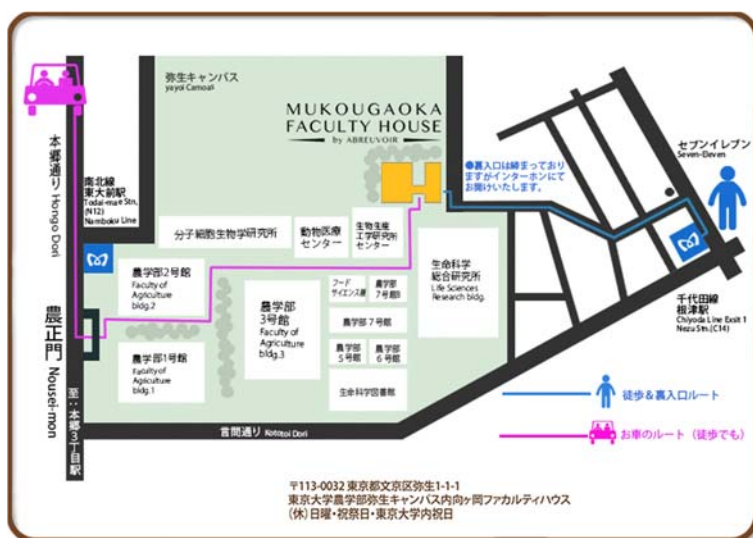 弥生キャンパス
yayoi Camoas
MUKOUGAOKA
FACULTY HOUSE
by ABREUVOIR
セブンイレブン
Seven-Eleven
●裏入口は締まっており
ますがインターホンにて
お開けいたします。
本郷通り Hongo Dori
南北線
東大前駅
Todai-mae Stn.
(N12)
Namboku Line
分子細胞生物学研究所
動物医療
センター
生物生産
工学研究所
センター
農学部2号館
Faculty of
Agriculture
bldg.2
農学部
3号館
Faculty of
Agriculture
bldg.3
フード
サイエンス棟
農学部
7号館B
農学部7号館
農学部
5号館
農学部
6号館
生命科学図書館
生命科学
総合研究所
Life Sciences
Research bldg.
千代田線
根津駅
Chiyoda Line Exsit 1
Nezu Stn.(C14)
農正門 Nousei-mon
農学部1号館
Faculty of
Agriculture
bldg.1
至:本郷3丁目駅
言問通り Kototoi Dori
徒歩&裏入口ルート
お車のルート(徒歩でも)
〒113-0032 東京都文京区弥生1-1-1
東京大学農学部弥生キャンパス内向ヶ岡ファカルティハウス
(休)日曜・祝祭日・東京大学内祝日